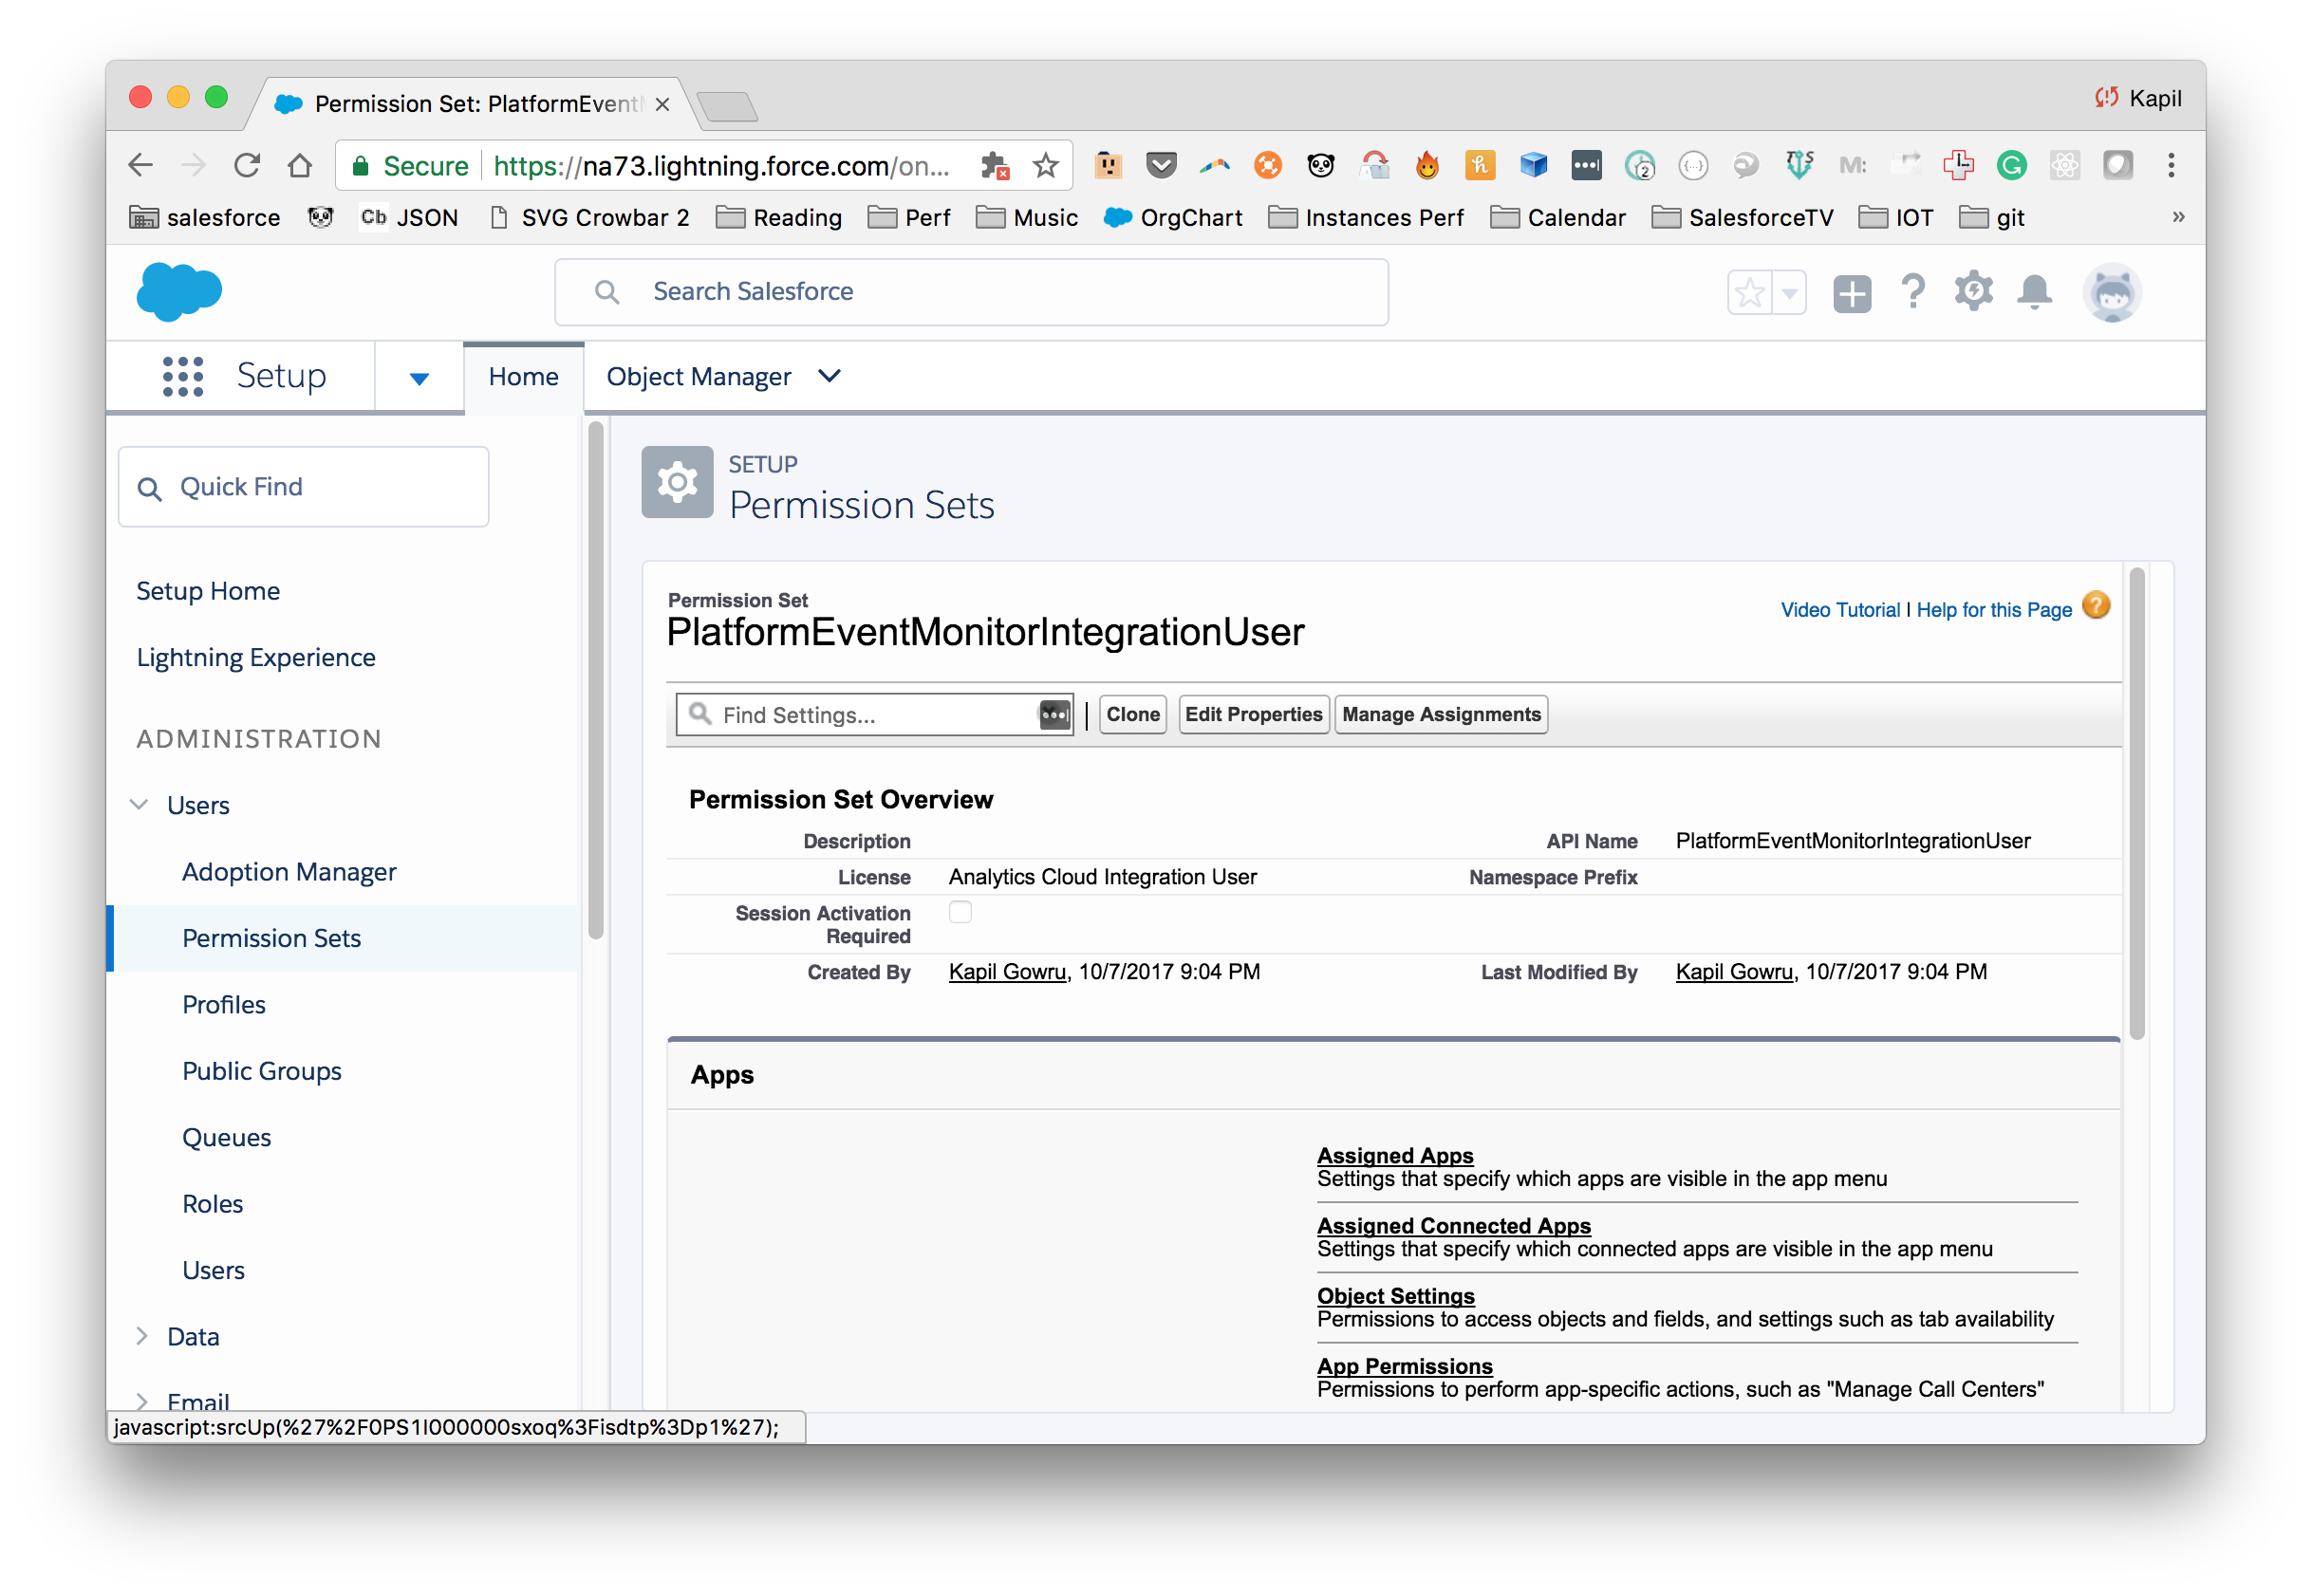 Permission Set: PlatformEvent
Kapil
Secure
https://na73.lightning.force.com/on...
salesforce
Cb JSON
SVG Crowbar 2
Reading
Perf
Music
OrgChart
Instances Perf
Calendar
SalesforceTV
IOT
git
»
Search Salesforce
Setup
Home
Object Manager
Quick Find
Setup Home
Lightning Experience
ADMINISTRATION
Users
Adoption Manager
Permission Sets
Profiles
Public Groups
Queues
Roles
Users
Data
Email
javascript:srcUp(%27%2F0PS1I000000sxoq%3Fisdtp%3Dp1%27);
SETUP
Permission Sets
Permission Set
PlatformEventMonitorIntegrationUser
Video Tutorial | Help for this Page
Find Settings...
| Clone Edit Properties Manage Assignments
Permission Set Overview
Description
API Name PlatformEventMonitorIntegrationUser
License Analytics Cloud Integration User
Namespace Prefix
Session Activation
Required
Created By Kapil Gowru, 10/7/2017 9:04 PM
Last Modified By Kapil Gowru, 10/7/2017 9:04 PM
Apps
Assigned Apps
Settings that specify which apps are visible in the app menu
Assigned Connected Apps
Settings that specify which connected apps are visible in the app menu
Object Settings
Permissions to access objects and fields, and settings such as tab availability
App Permissions
Permissions to perform app-specific actions, such as "Manage Call Centers"